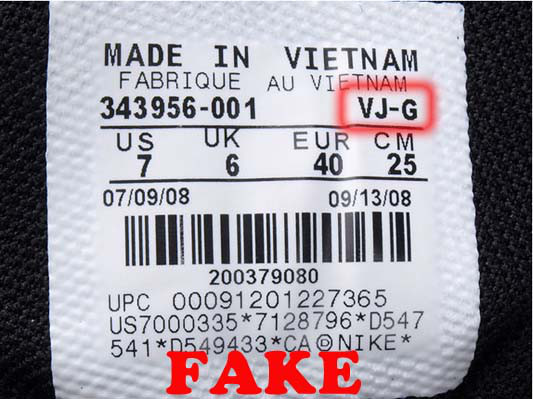 MADE IN VIETNAM
FABRIQUE AU VIETNAM
343956-001 VJ-G
US UK EUR CM
7 6 40 25
07/09/08 09/13/08
200379080
UPC 00091201227365
US7000335*7128796*D547
541*D549433*CA©NIKE*
FAKE